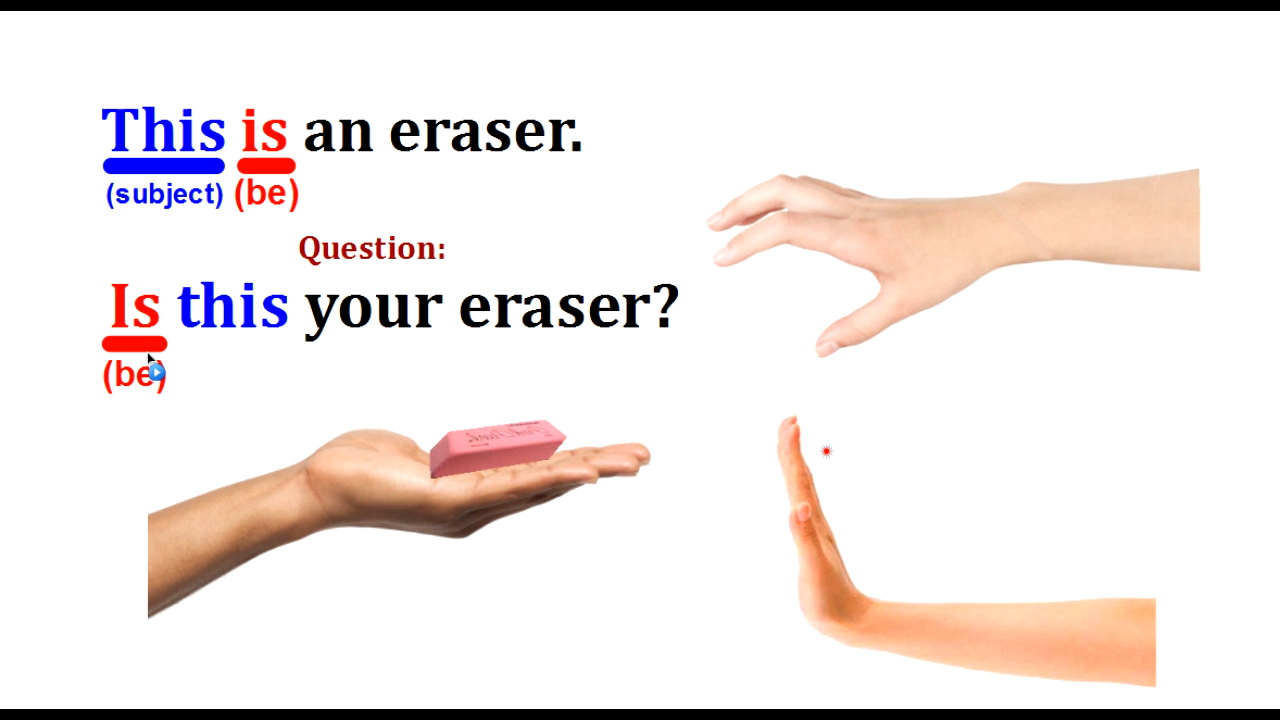 This is an eraser.
(subject) (be)
Question:
Is this your eraser?
(be)